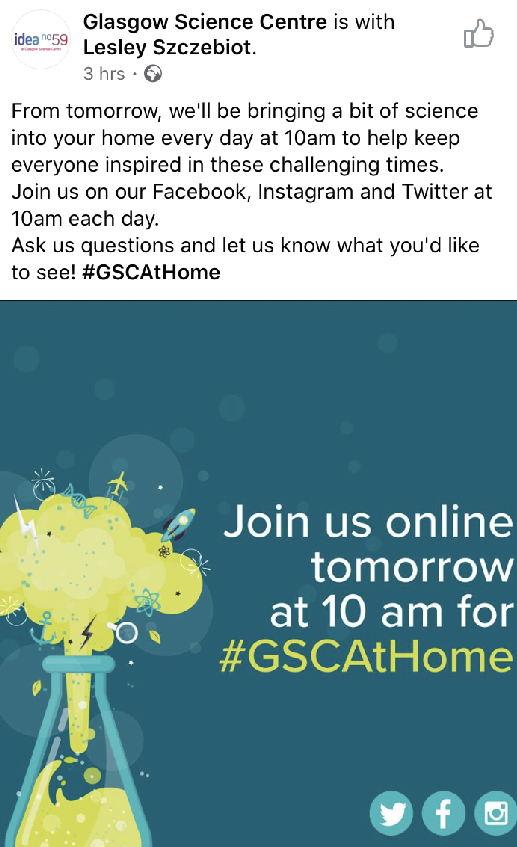 idea no59
Glasgow Science Centre is with
Lesley Szczebiot.
3 hrs ·
From tomorrow, we'll be bringing a bit of science
into your home every day at 10am to help keep
everyone inspired in these challenging times.
Join us on our Facebook, Instagram and Twitter at
10am each day.
Ask us questions and let us know what you'd like
to see! #GSCAtHome
Join us online
tomorrow
at 10 am for
#GSCAtHome